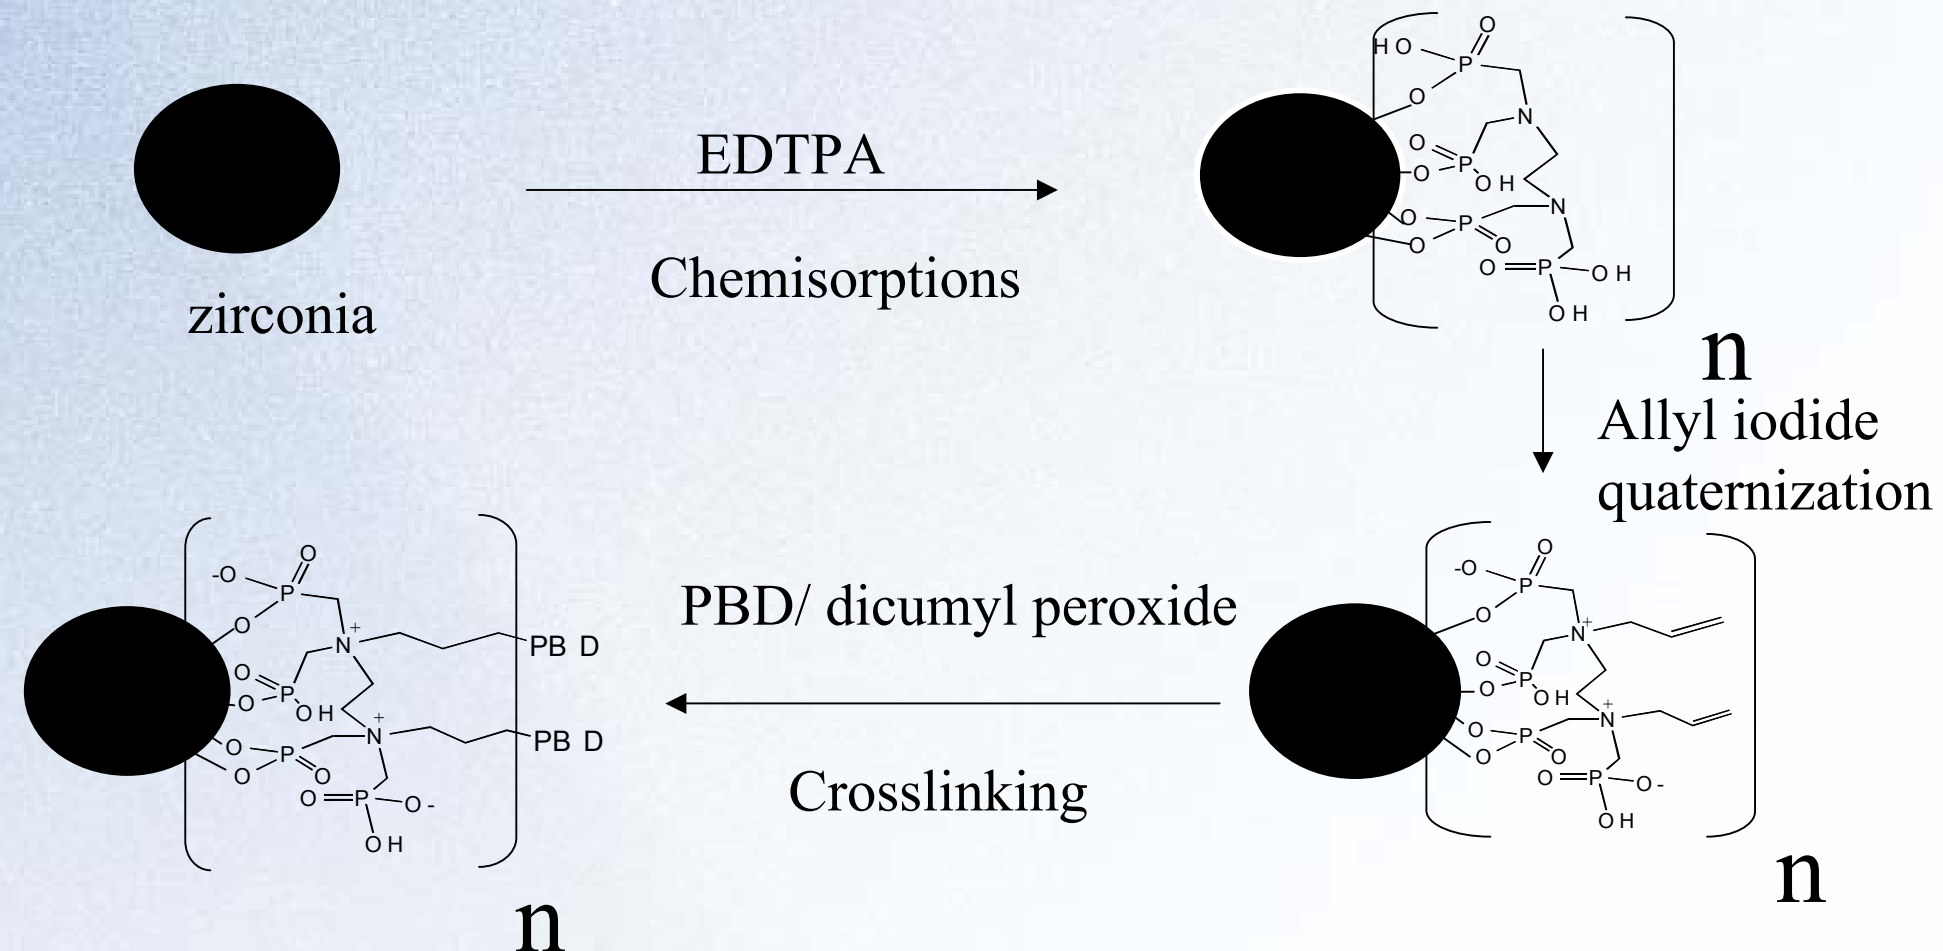 zirconia
EDTPA
Chemisorptions
HO
O
P
O
N
O
P
O
OH
N
O
P
O
O
O
P
OH
OH
n
Allyl iodide
quaternization
-O
O
P
O
N+
O
P
O
OH
N+
O
P
O
O
O
P
O-
OH
n
PBD/ dicumyl peroxide
Crosslinking
-O
O
P
O
N+
PB D
O
P
O
OH
N+
PB D
O
P
O
O
O
P
O-
OH
n